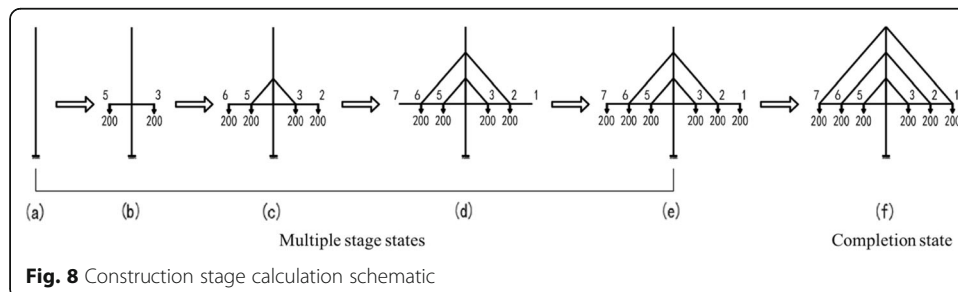 5 3
200 200
6 5 3 2
200 200 200 200
7 6 5 3 2 1
200 200 200 200
7 6 5 3 2 1
200 200 200 200 200 200
7 6 5 3 2 1
200 200 200 200 200 200
(a) (b) (c) (d) (e) (f)
Multiple stage states Completion state
Fig. 8 Construction stage calculation schematic